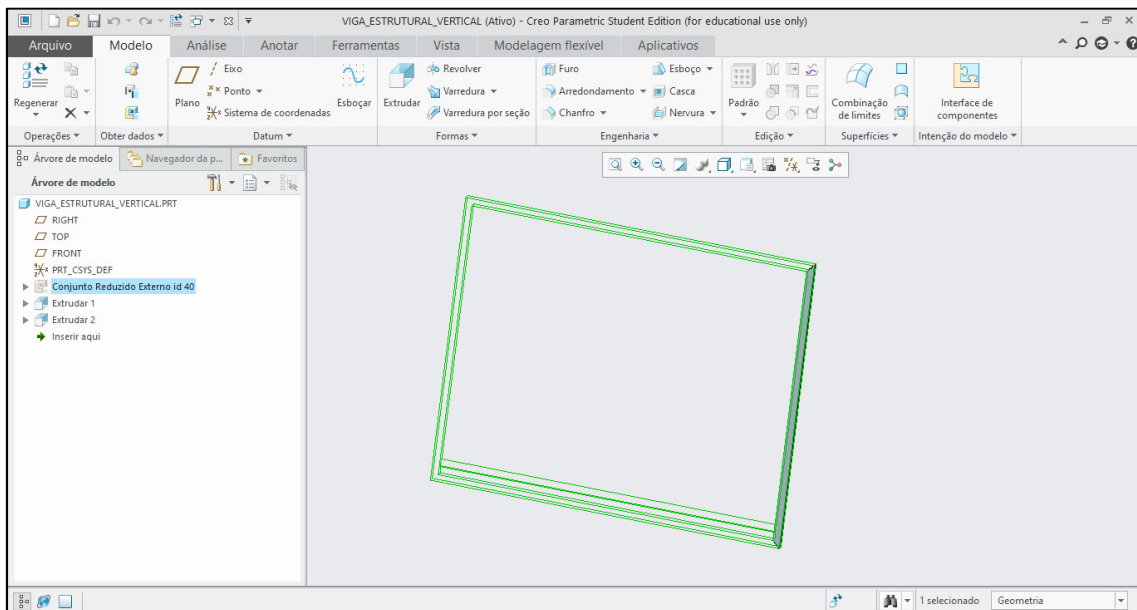 VIGA_ESTRUTURAL_VERTICAL (Ativo) - Creo Parametric Student Edition (for educational use only)
Arquivo Modelo Análise Anotar Ferramentas Vista Modelagem flexível Aplicativos
Regenerar
Operações
Obter dados
Plano
Eixo
Ponto
Sistema de coordenadas
Esboçar
Datum
Extrudar
Revolver
Varredura
Varredura por seção
Formas
Furo
Arredondamento
Chanfro
Esboço
Casca
Nervura
Engenharia
Padrão
Edição
Combinação
de limites
Superfícies
Interface de
componentes
Intenção do modelo
Árvore de modelo Navegador da p... Favoritos
Árvore de modelo
VIGA_ESTRUTURAL_VERTICAL.PRT
RIGHT
TOP
FRONT
PRT_CSYS_DEF
Conjunto Reduzido Externo id 40
Extrudar 1
Extrudar 2
Inserir aqui
1 selecionado Geometria